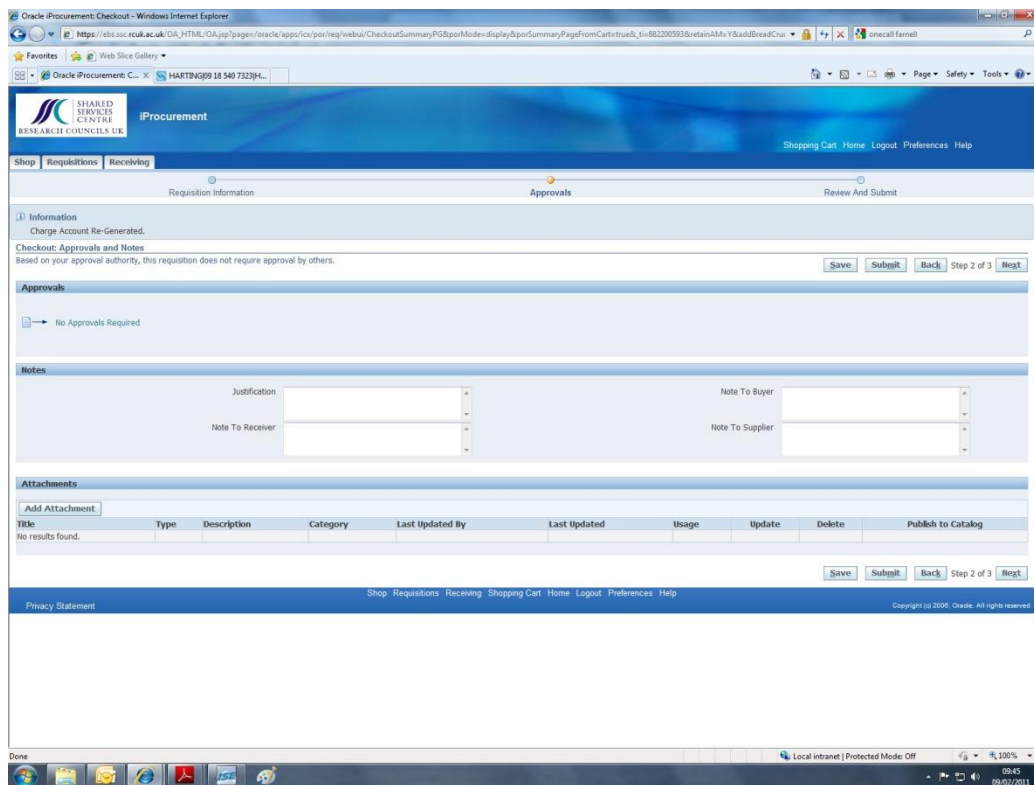 Oracle iProcurement: Checkout - Windows Internet Explorer
https://ebs.ssc.rcuk.ac.uk/OA_HTML/OA.jsp?page=/oracle/apps/icx/por/req/webui/CheckoutSummaryPG&porMode=display&porSummaryPageFromCart=true&_ti=682200593&retainAM=Y&addBreadCru onecall farnell
Favorites Web Slice Gallery
Oracle iProcurement: C... X HARTING|09 18 540 7323|H... Page Safety Tools
SHARED
SERVICES
CENTRE
RESEARCH COUNCILS UK
iProcurement
Shopping Cart Home Logout Preferences Help
Shop Requisitions Receiving
Requisition Information Approvals Review And Submit
Information
Charge Account Re-Generated.
Checkout: Approvals and Notes
Based on your approval authority, this requisition does not require approval by others. Save Submit Back Step 2 of 3 Next
Approvals
No Approvals Required
Notes
Justification Note To Buyer
Note To Receiver Note To Supplier
Attachments
Add Attachment
Title Type Description Category Last Updated By Last Updated Usage Update Delete Publish to Catalog
No results found.
Save Submit Back Step 2 of 3 Next
Shop Requisitions Receiving Shopping Cart Home Logout Preferences Help
Privacy Statement Copyright (c) 2006, Oracle. All rights reserved.
Done Local intranet | Protected Mode: Off 100%
ISE 09:45
09/02/2011